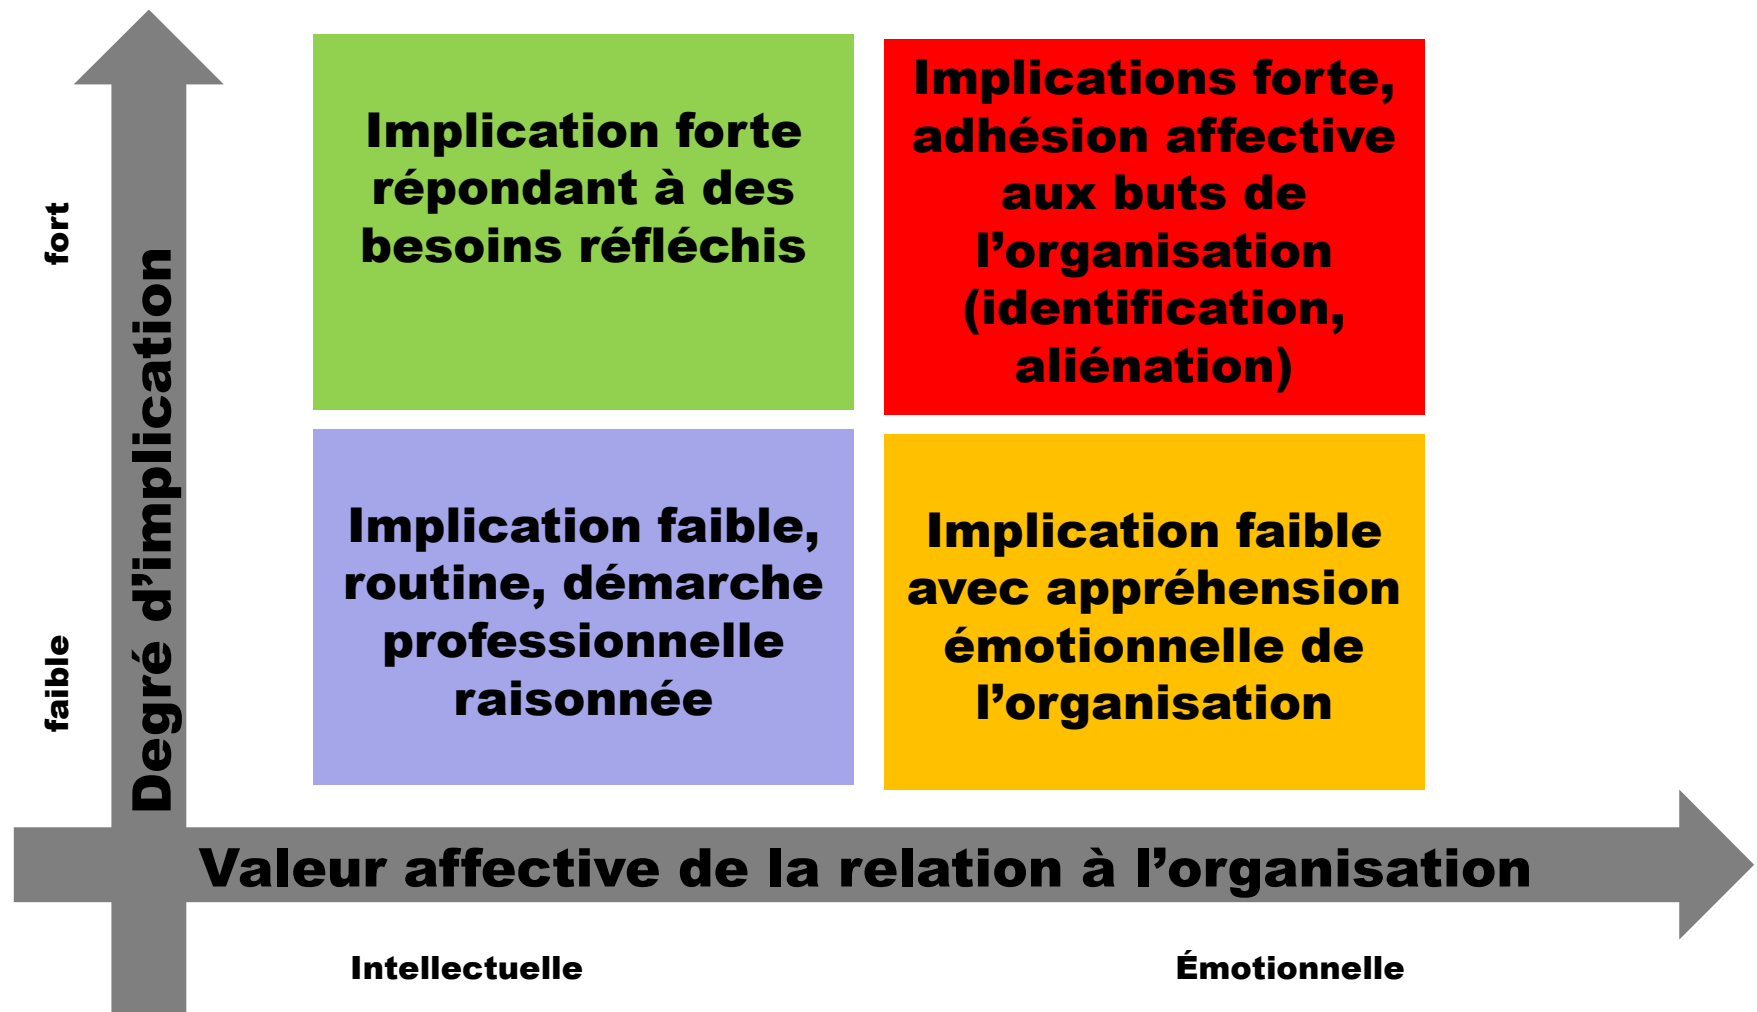 Implication forte
répondant à des
besoins réfléchis
Implications forte,
adhésion affective
aux buts de
l’organisation
(identification,
aliénation)
fort
Degré d’implication
faible
Implication faible,
routine, démarche
professionnelle
raisonnée
Implication faible
avec appréhension
émotionnelle de
l’organisation
Valeur affective de la relation à l’organisation
Intellectuelle
Émotionnelle